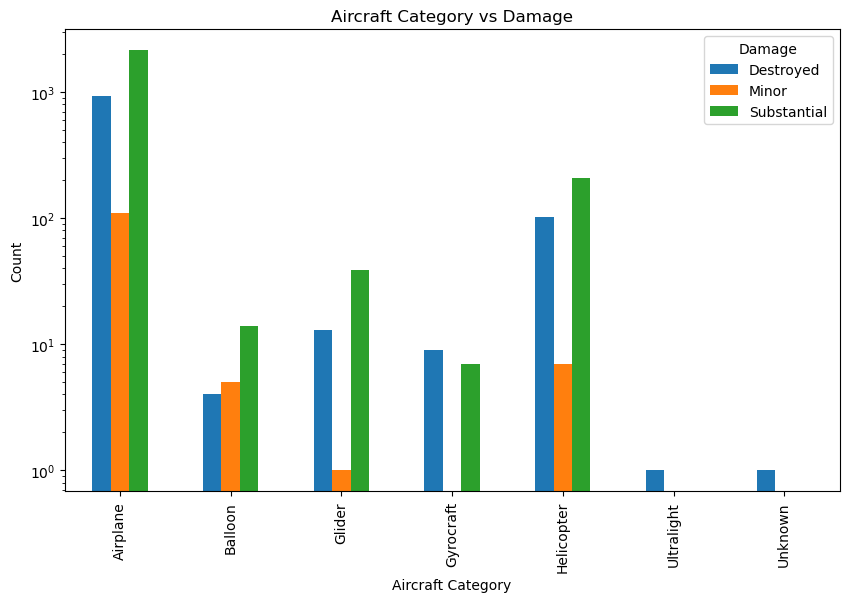 Aircraft Category vs Damage
Damage
Destroyed
Minor
Substantial
10³
10²
10¹
10⁰
Count
Airplane
Balloon
Glider
Gyrocraft
Helicopter
Ultralight
Unknown
Aircraft Category